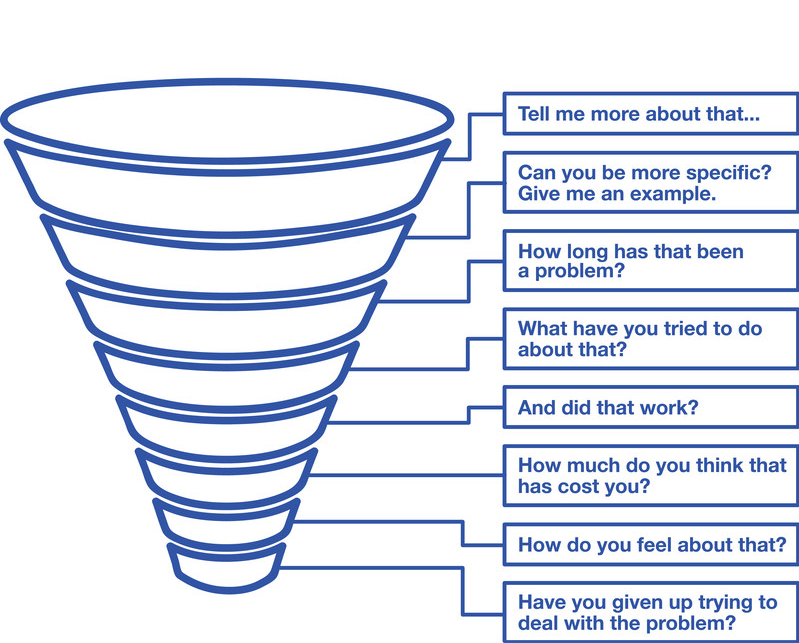 Tell me more about that...
Can you be more specific?
Give me an example.
How long has that been
a problem?
What have you tried to do
about that?
And did that work?
How much do you think that
has cost you?
How do you feel about that?
Have you given up trying to
deal with the problem?